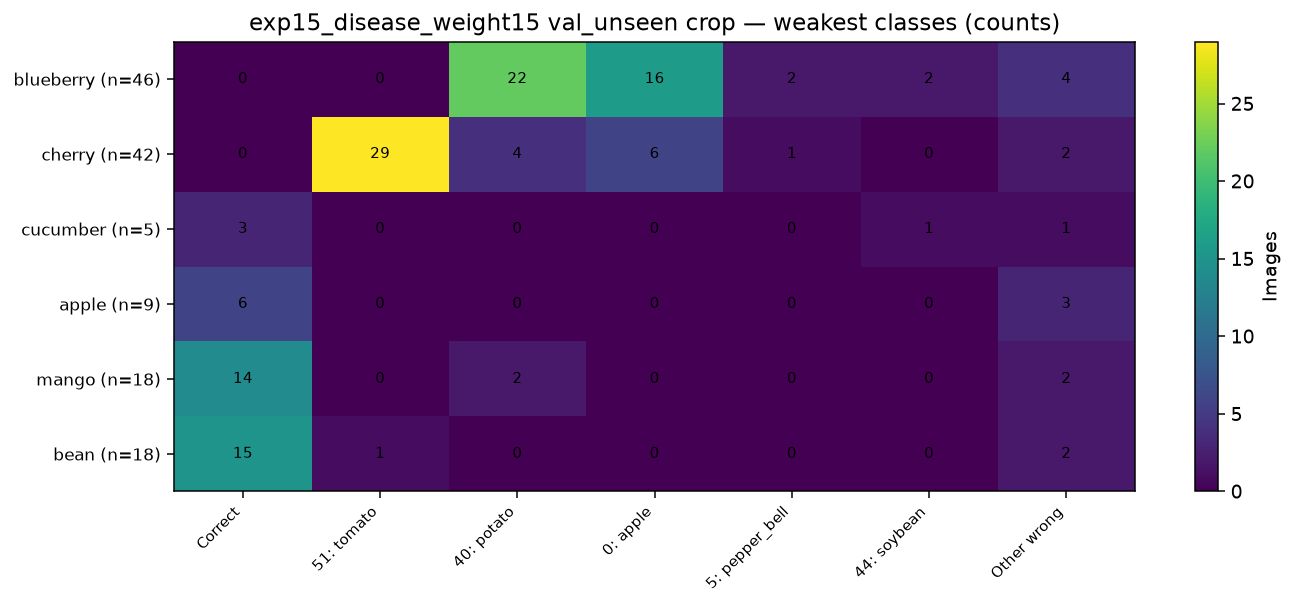 exp15_disease_weight15 val_unseen crop — weakest classes (counts)
blueberry (n=46) 0 0 22 16 2 2 4
cherry (n=42) 0 29 4 6 1 0 2
cucumber (n=5) 3 0 0 0 0 1 1
apple (n=9) 6 0 0 0 0 0 3
mango (n=18) 14 0 2 0 0 0 2
bean (n=18) 15 1 0 0 0 0 2
Correct
51: tomato
40: potato
0: apple
5: pepper_bell
44: soybean
Other wrong
25
20
15
10
5
0
Images